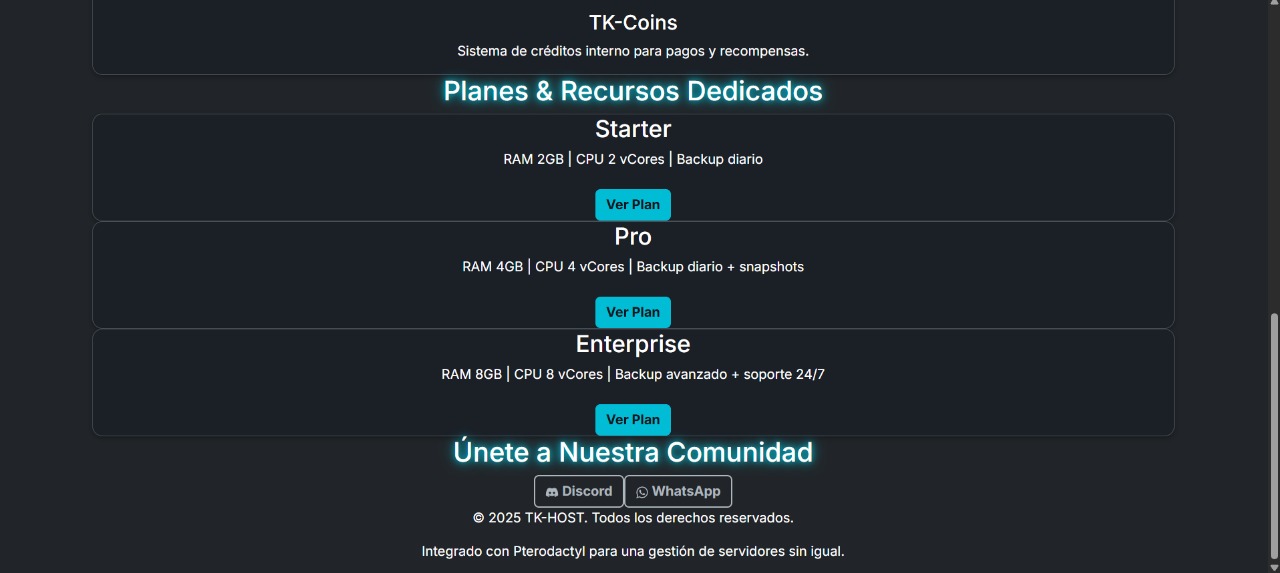 TK-Coins
Sistema de créditos interno para pagos y recompensas.
Planes & Recursos Dedicados
Starter
RAM 2GB | CPU 2 vCores | Backup diario
Ver Plan
Pro
RAM 4GB | CPU 4 vCores | Backup diario + snapshots
Ver Plan
Enterprise
RAM 8GB | CPU 8 vCores | Backup avanzado + soporte 24/7
Ver Plan
Únete a Nuestra Comunidad
Discord WhatsApp
© 2025 TK-HOST. Todos los derechos reservados.
Integrado con Pterodactyl para una gestión de servidores sin igual.